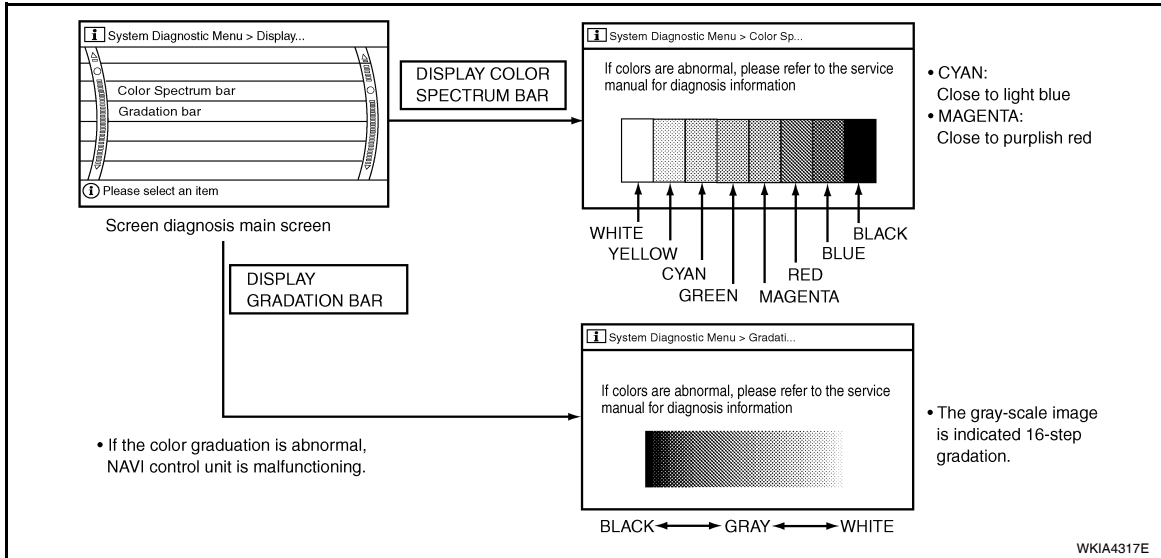 i System Diagnostic Menu > Display...
Color Spectrum bar
Gradation bar
i Please select an item
Screen diagnosis main screen
DISPLAY COLOR
SPECTRUM BAR
i System Diagnostic Menu > Color Sp...
If colors are abnormal, please refer to the service
manual for diagnosis information
WHITE
YELLOW
CYAN
GREEN
MAGENTA
RED
BLUE
BLACK
• CYAN:
Close to light blue
• MAGENTA:
Close to purplish red
DISPLAY
GRADATION BAR
• If the color graduation is abnormal,
NAVI control unit is malfunctioning.
i System Diagnostic Menu > Gradati...
If colors are abnormal, please refer to the service
manual for diagnosis information
BLACK GRAY WHITE
• The gray-scale image
is indicated 16-step
gradation.
WKIA4317E